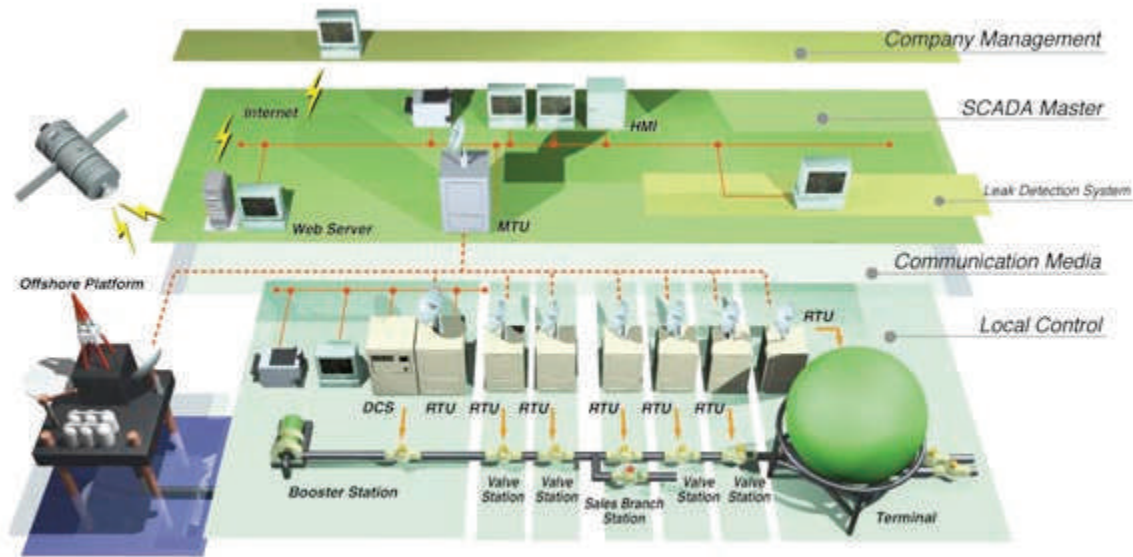 Company Management
SCADA Master
Internet
HMI
Leak Detection System
Web Server
MTU
Communication Media
Offshore Platform
RTU
Local Control
DCS
RTU
RTU
RTU
RTU
RTU
RTU
Booster Station
Valve
Station
Valve
Station
Sales Branch
Station
Valve
Station
Valve
Station
Terminal